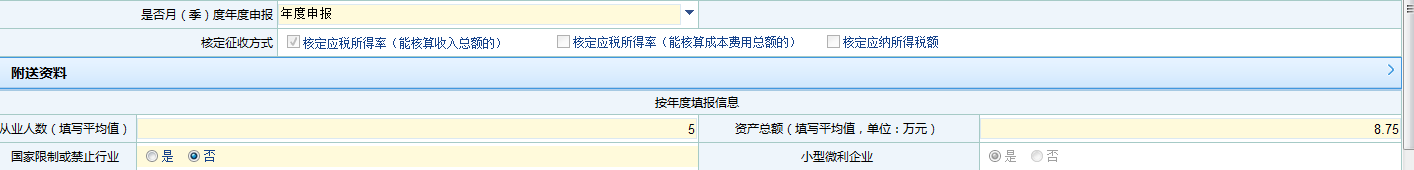 是否月（季）度年度申报 年度申报
核定征收方式 核定应税所得率（能核算收入总额的） 核定应税所得率（能核算成本费用总额的） 核定应纳所得税额
附送资料
按年度填报信息
从业人数（填写平均值） 5 资产总额（填写平均值，单位：万元） 8.75
国家限制或禁止行业 是 否 小型微利企业 是 否